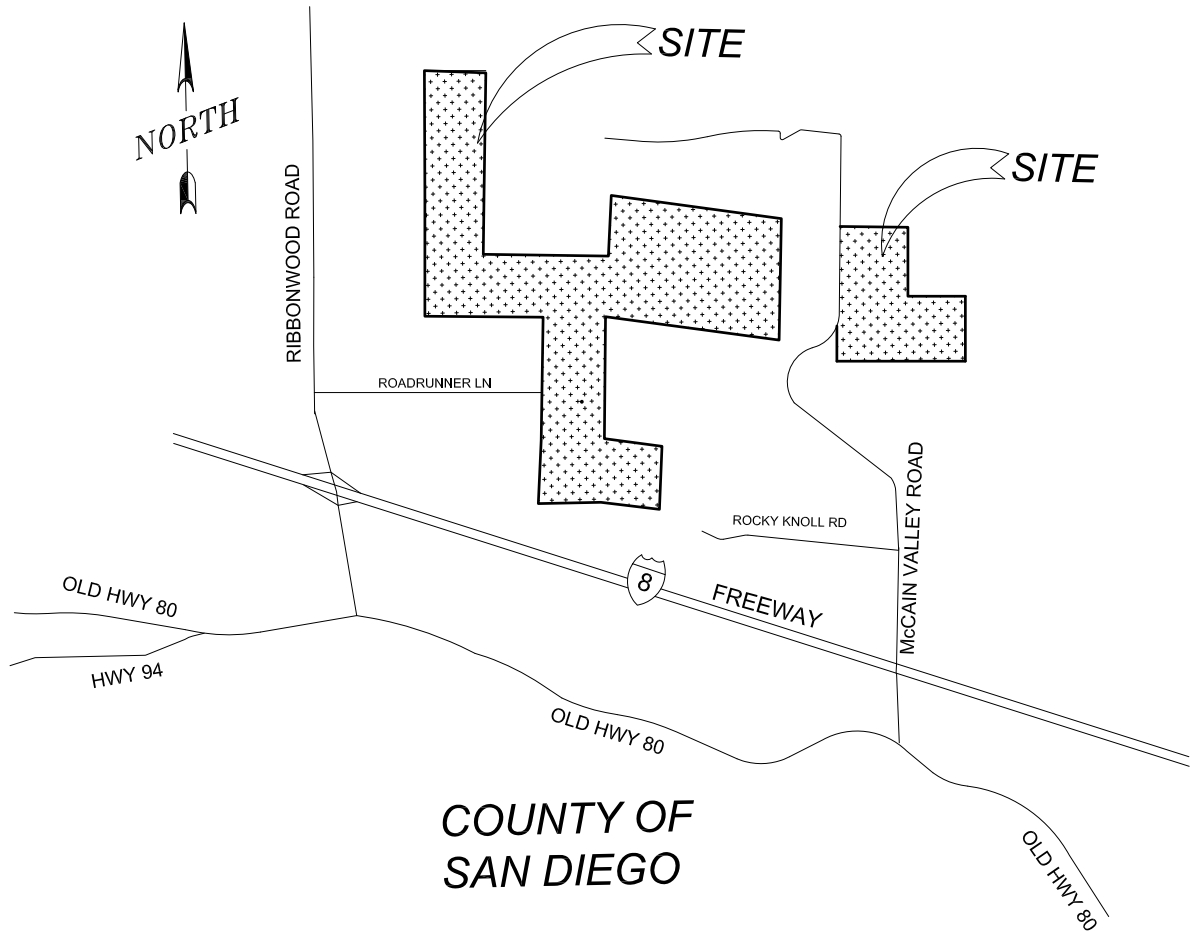 SITE
NORTH
SITE
RIBBONWOOD ROAD
ROADRUNNER LN
McCAIN VALLEY ROAD
ROCKY KNOLL RD
8
FREEWAY
OLD HWY 80
HWY 94
OLD HWY 80
COUNTY OF
SAN DIEGO
OLD HWY 80